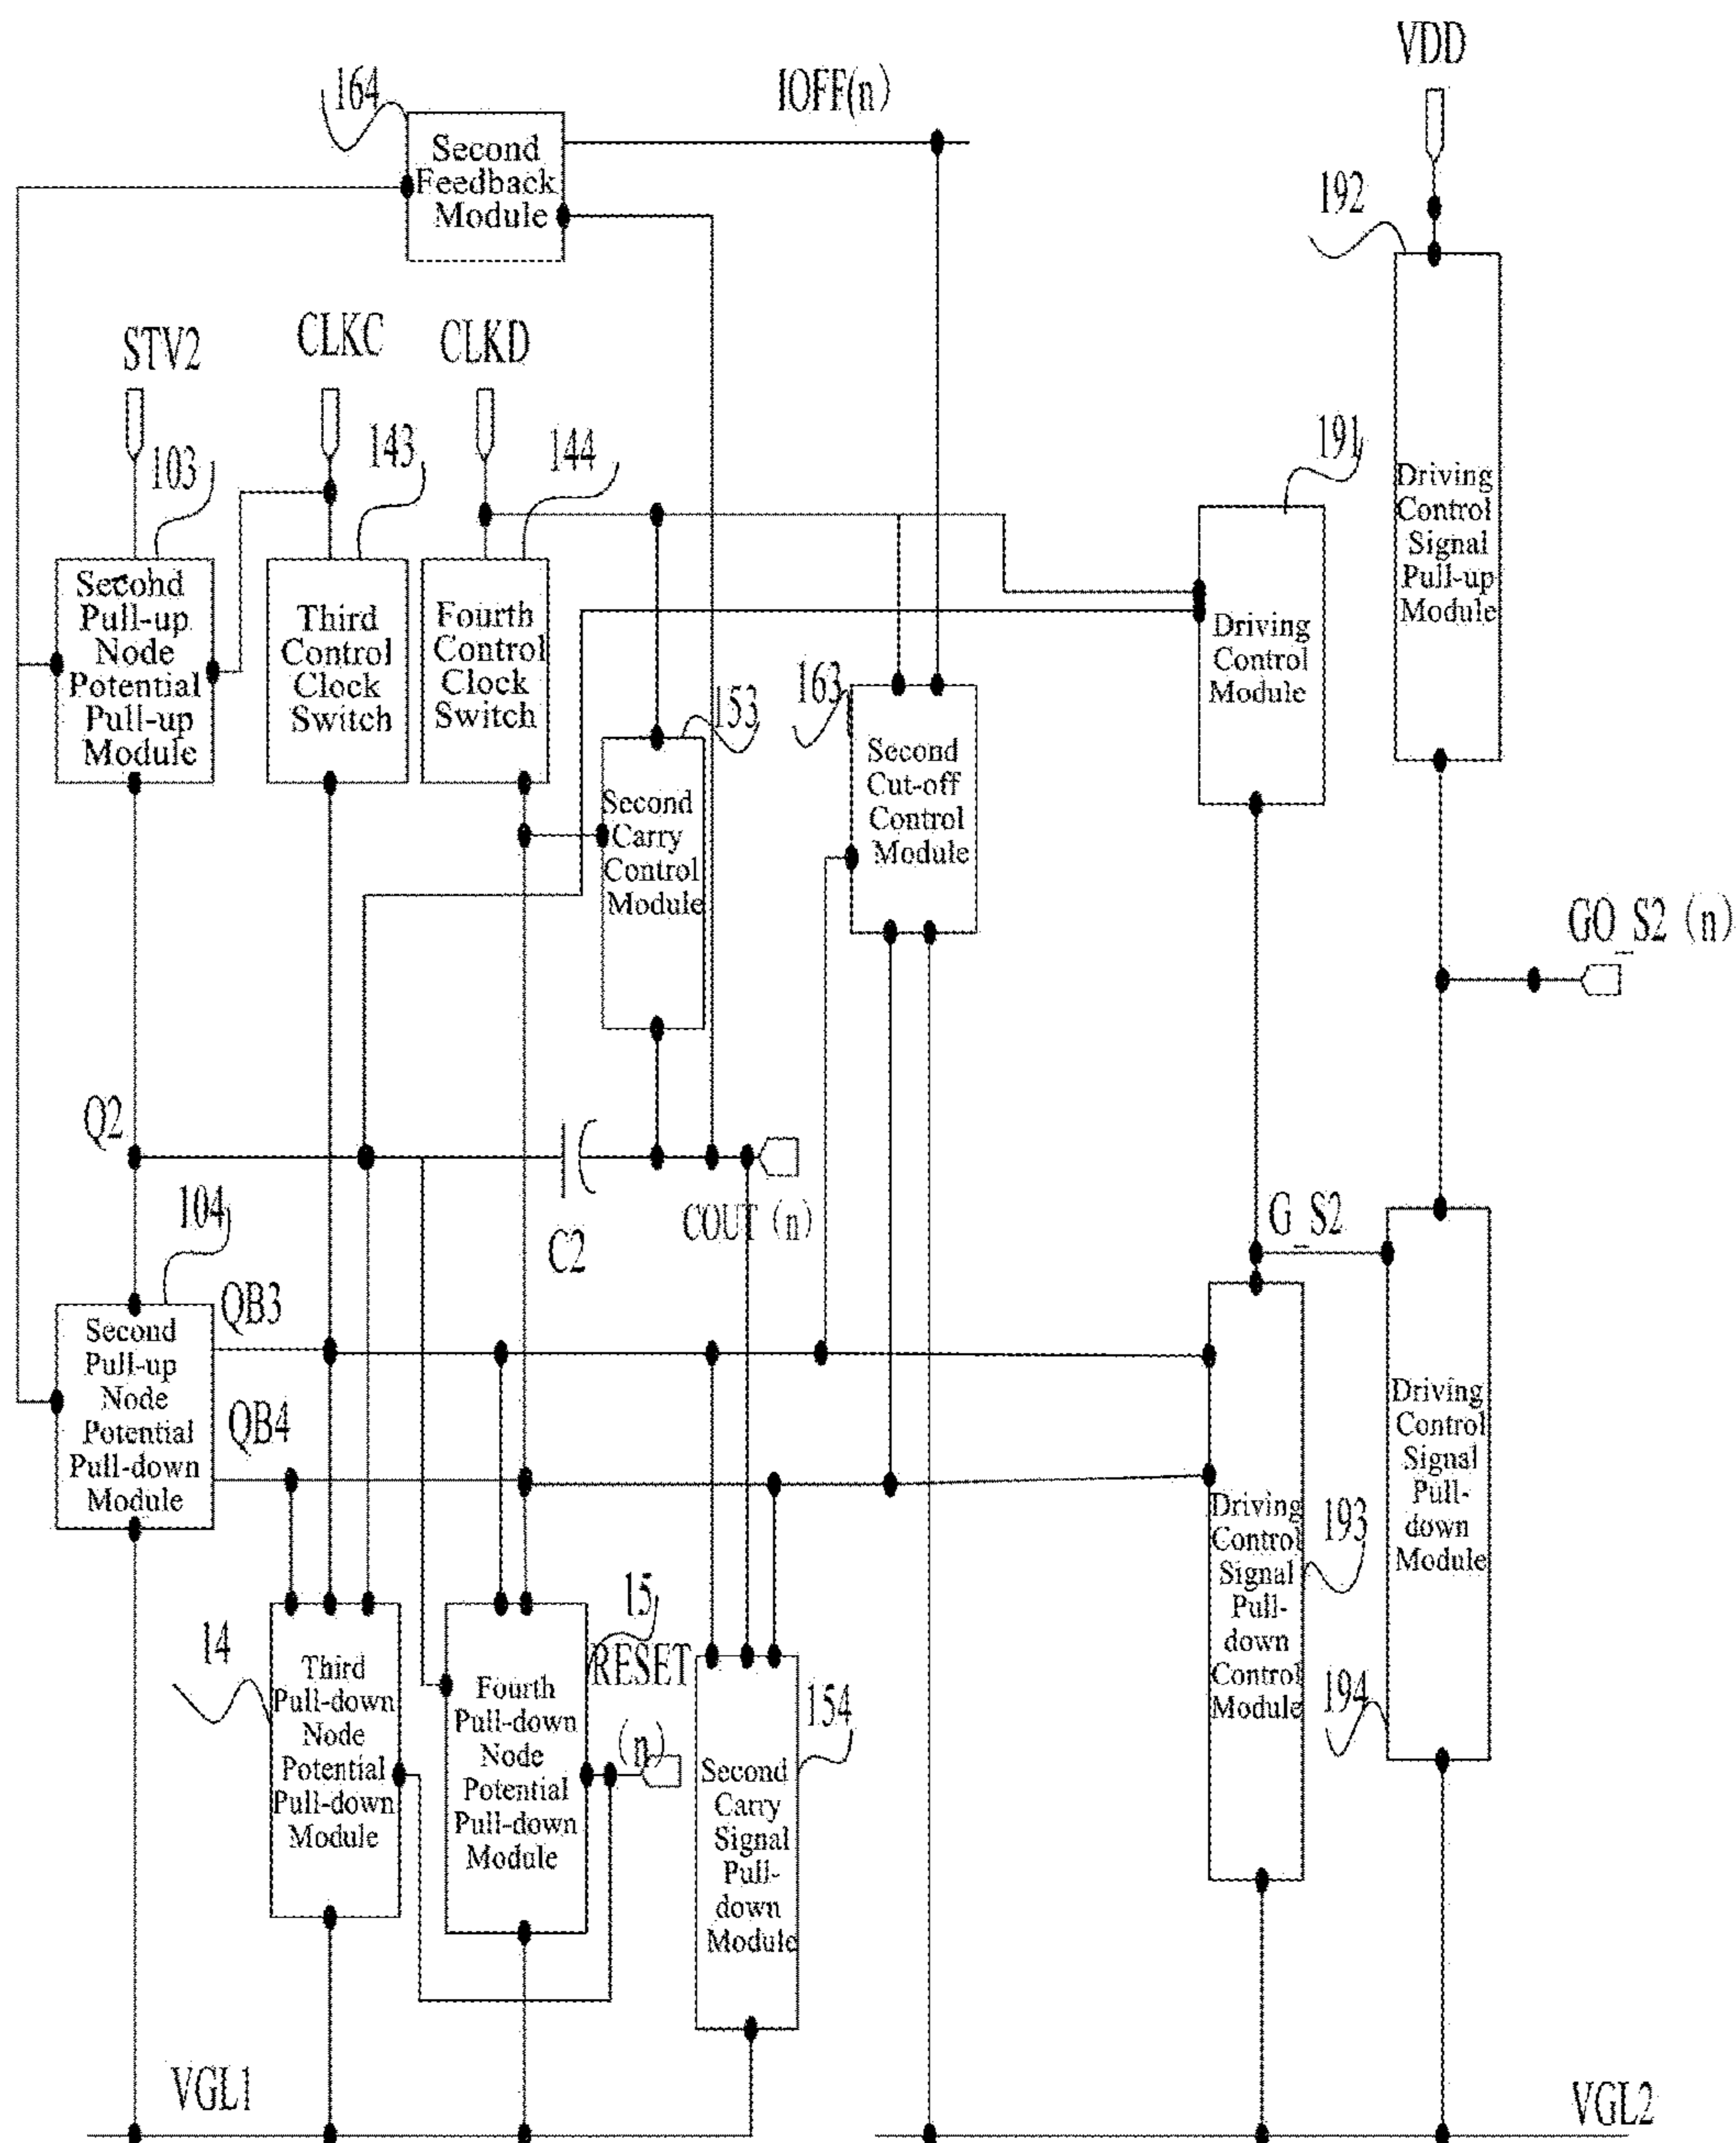 VDD
IOFF(n)
164
Second
Feedback
Module
192
STV2
CLKC
CLKD
Driving
Control
Signal
Pull-up
Module
103
143
144
191
Second
Pull-up
Node
Potential
Pull-up
Module
Third
Control
Clock
Switch
Fourth
Control
Clock
Switch
Driving
Control
Module
153
163
Second
Carry
Control
Module
Second
Cut-off
Control
Module
GO_S2 (n)
Q2
C2
COUT (n)
G_S2
104
QB3
QB4
Second
Pull-up
Node
Potential
Pull-down
Module
Driving
Control
Signal
Pull-
down
Module
Driving
Control
Signal
Pull-
down
Control
Module
193
194
14
15
RESET
(n)
154
Third
Pull-down
Node
Potential
Pull-down
Module
Fourth
Pull-down
Node
Potential
Pull-down
Module
Second
Carry
Signal
Pull-
down
Module
VGL1
VGL2